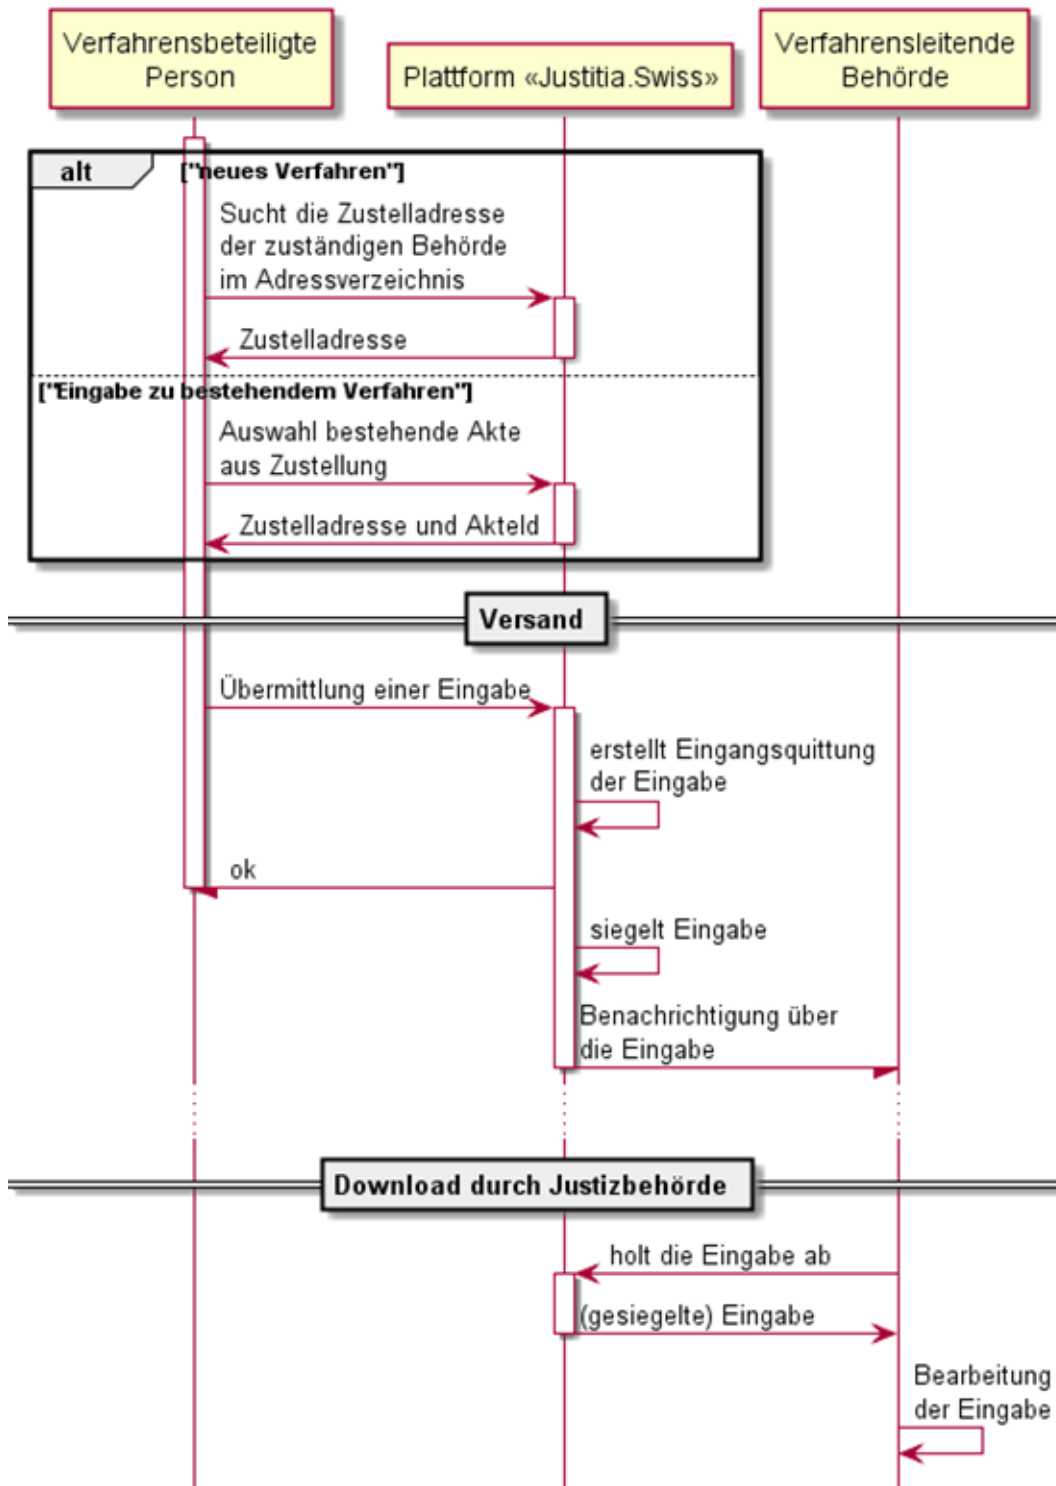 Verfahrensbeteiligte
Person
Plattform «Justitia.Swiss»
Verfahrensleitende
Behörde
alt
["neues Verfahren"]
Sucht die Zustelladresse
der zuständigen Behörde
im Adressverzeichnis
Zustelladresse
["Eingabe zu bestehendem Verfahren"]
Auswahl bestehende Akte
aus Zustellung
Zustelladresse und AkteId
Versand
Übermittlung einer Eingabe
erstellt Eingangsquittung
der Eingabe
ok
siegelt Eingabe
Benachrichtigung über
die Eingabe
Download durch Justizbehörde
holt die Eingabe ab
(gesiegelte) Eingabe
Bearbeitung
der Eingabe